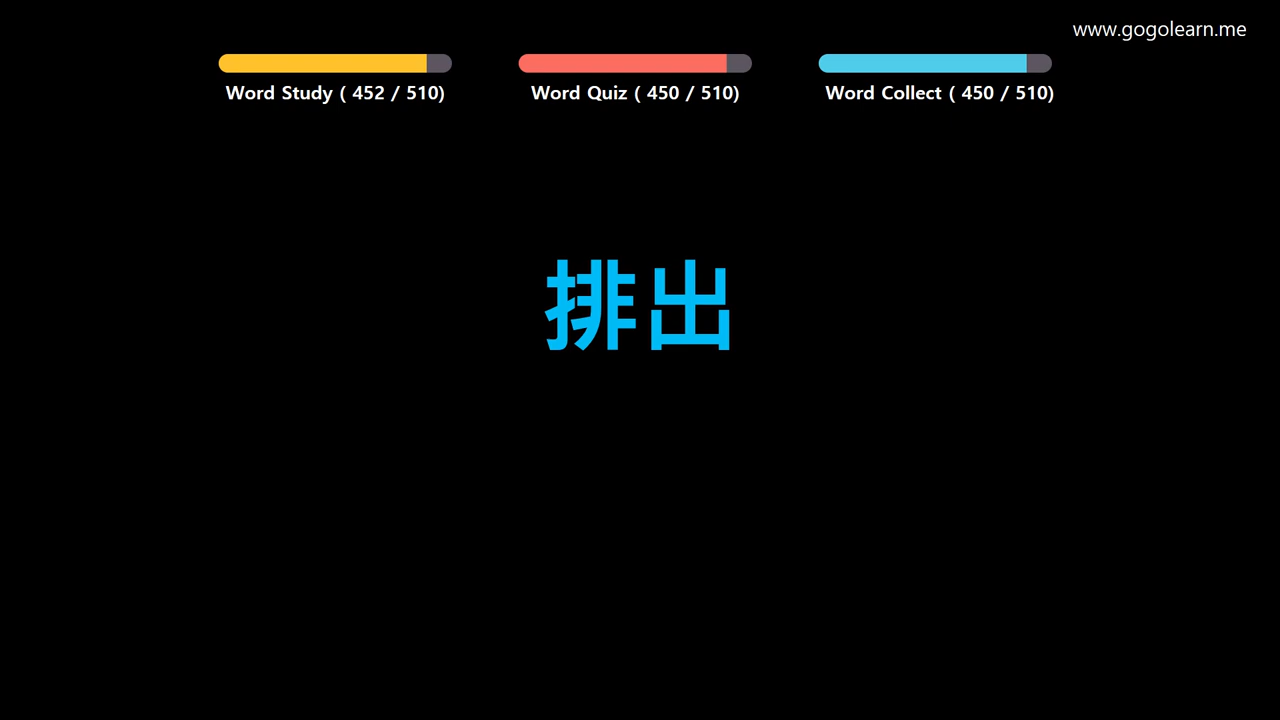 www.gogolearn.me
Word Study ( 452 / 510)
Word Quiz ( 450 / 510)
Word Collect ( 450 / 510)
排出